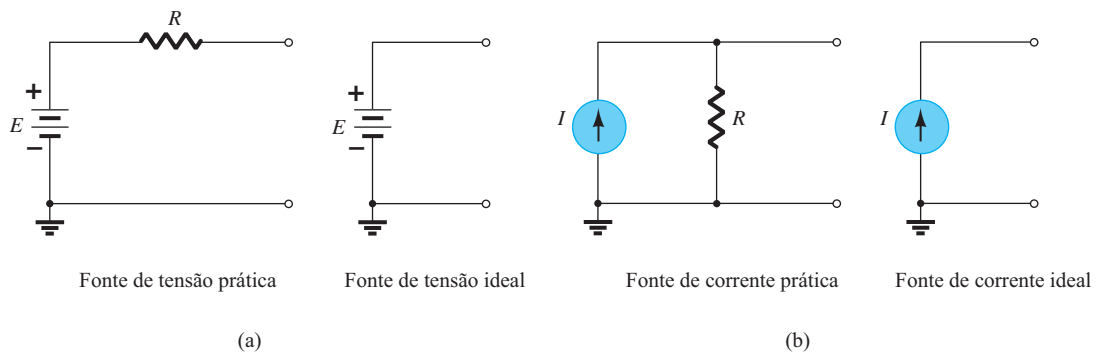 R
+
E
−
Fonte de tensão prática
+
E
−
Fonte de tensão ideal
(a)
I
R
Fonte de corrente prática
I
Fonte de corrente ideal
(b)